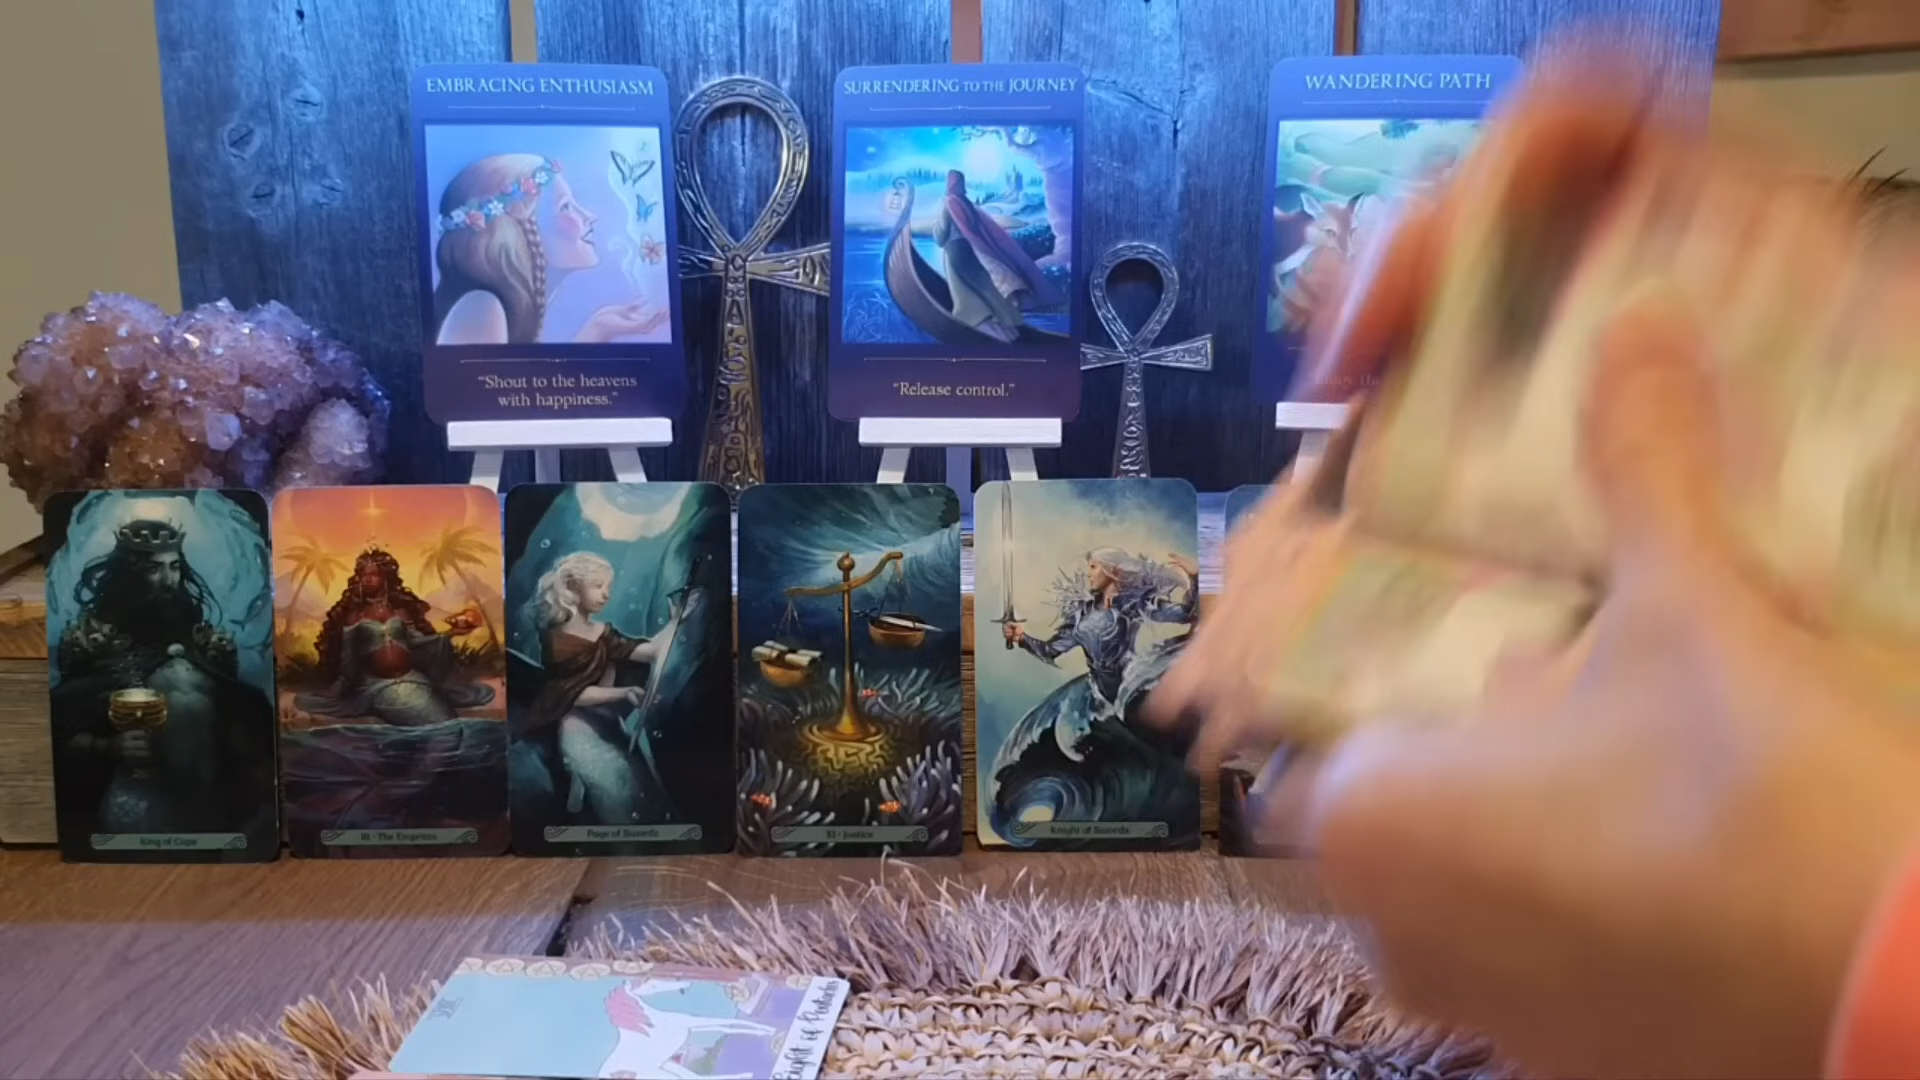 EMBRACING ENTHUSIASM
SURRENDERING TO THE JOURNEY
WANDERING PATH
"Shout to the heavens
with happiness."
"Release control."
King of Cups
III - The Empress
Page of Swords
XI - Justice
Knight of Swords
Eight of Pentacles